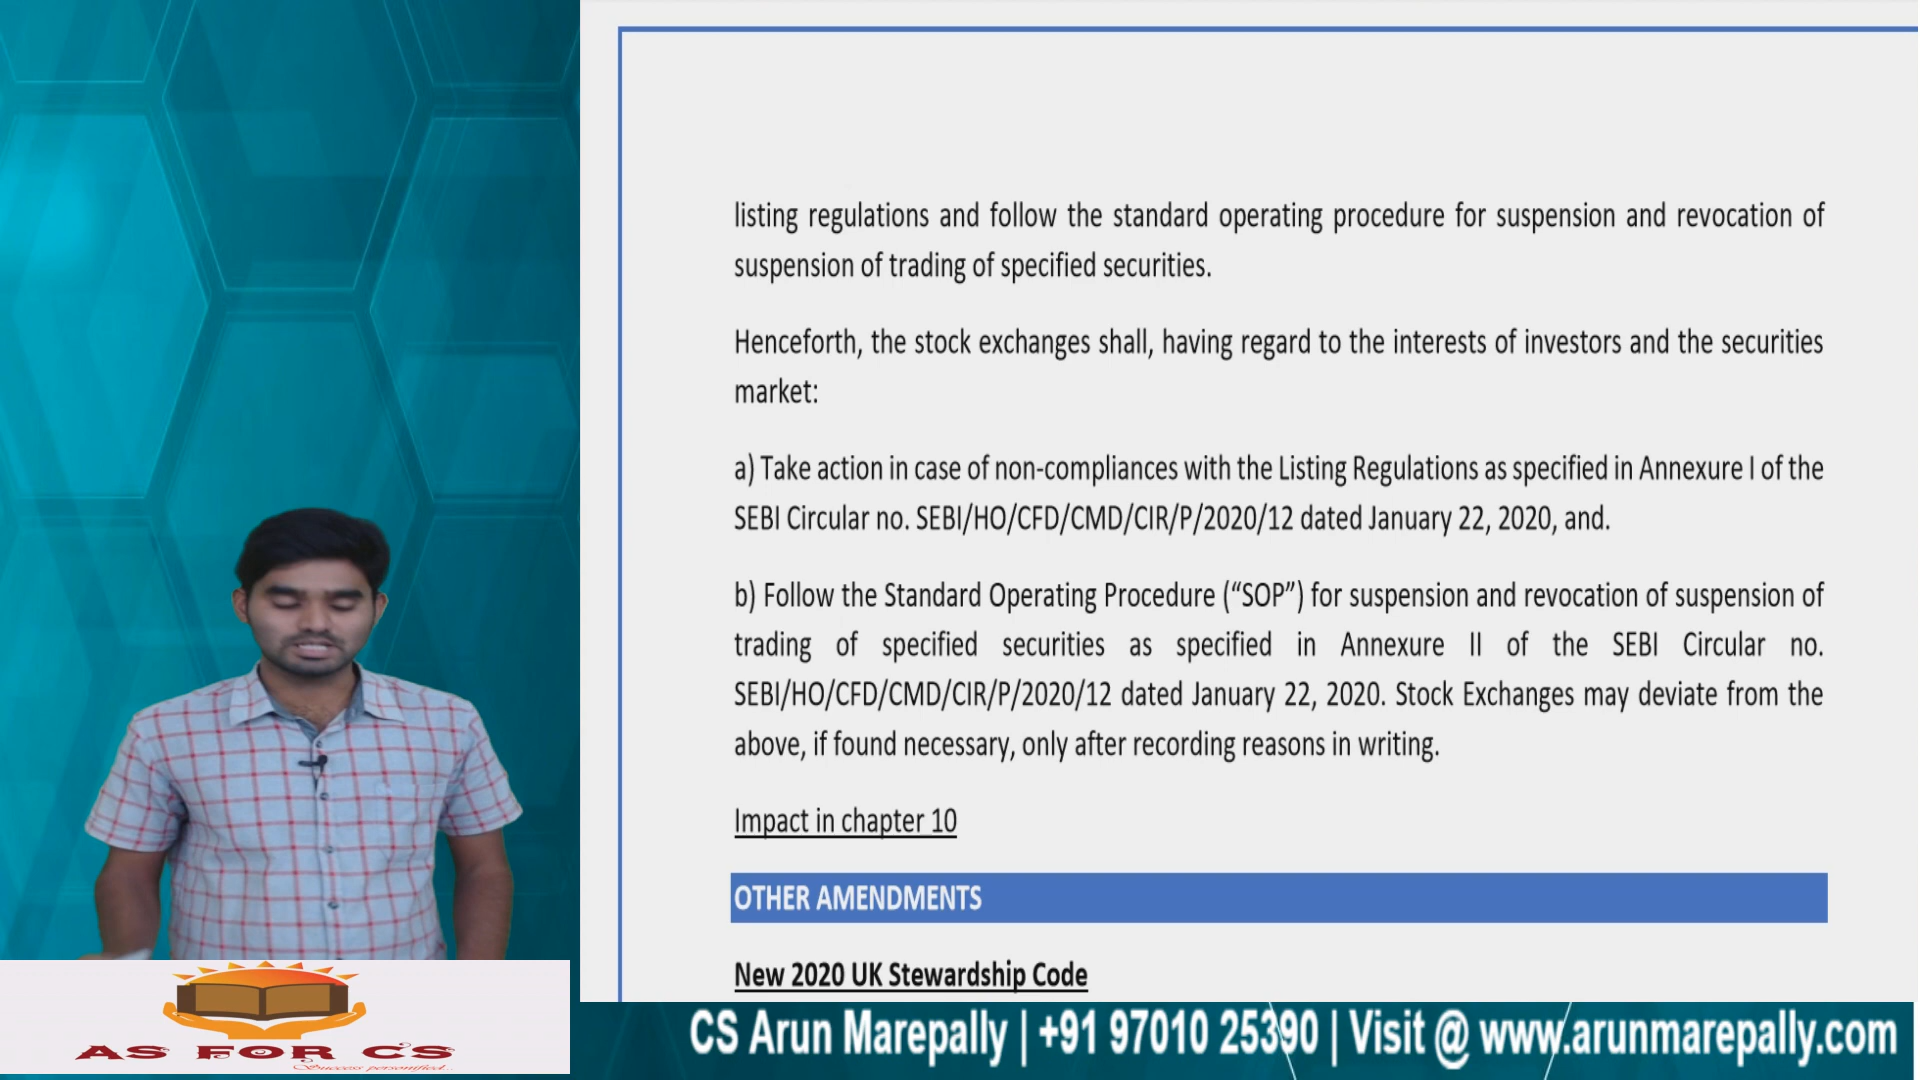 listing regulations and follow the standard operating procedure for suspension and revocation of
suspension of trading of specified securities.
Henceforth, the stock exchanges shall, having regard to the interests of investors and the securities
market:
a) Take action in case of non-compliances with the Listing Regulations as specified in Annexure I of the
SEBI Circular no. SEBI/HO/CFD/CMD/CIR/P/2020/12 dated January 22, 2020, and.
b) Follow the Standard Operating Procedure (“SOP”) for suspension and revocation of suspension of
trading of specified securities as specified in Annexure II of the SEBI Circular no.
SEBI/HO/CFD/CMD/CIR/P/2020/12 dated January 22, 2020. Stock Exchanges may deviate from the
above, if found necessary, only after recording reasons in writing.
Impact in chapter 10
OTHER AMENDMENTS
New 2020 UK Stewardship Code
AS FOR CS
Success personified...
CS Arun Marepally | +91 97010 25390 | Visit @ www.arunmarepally.com